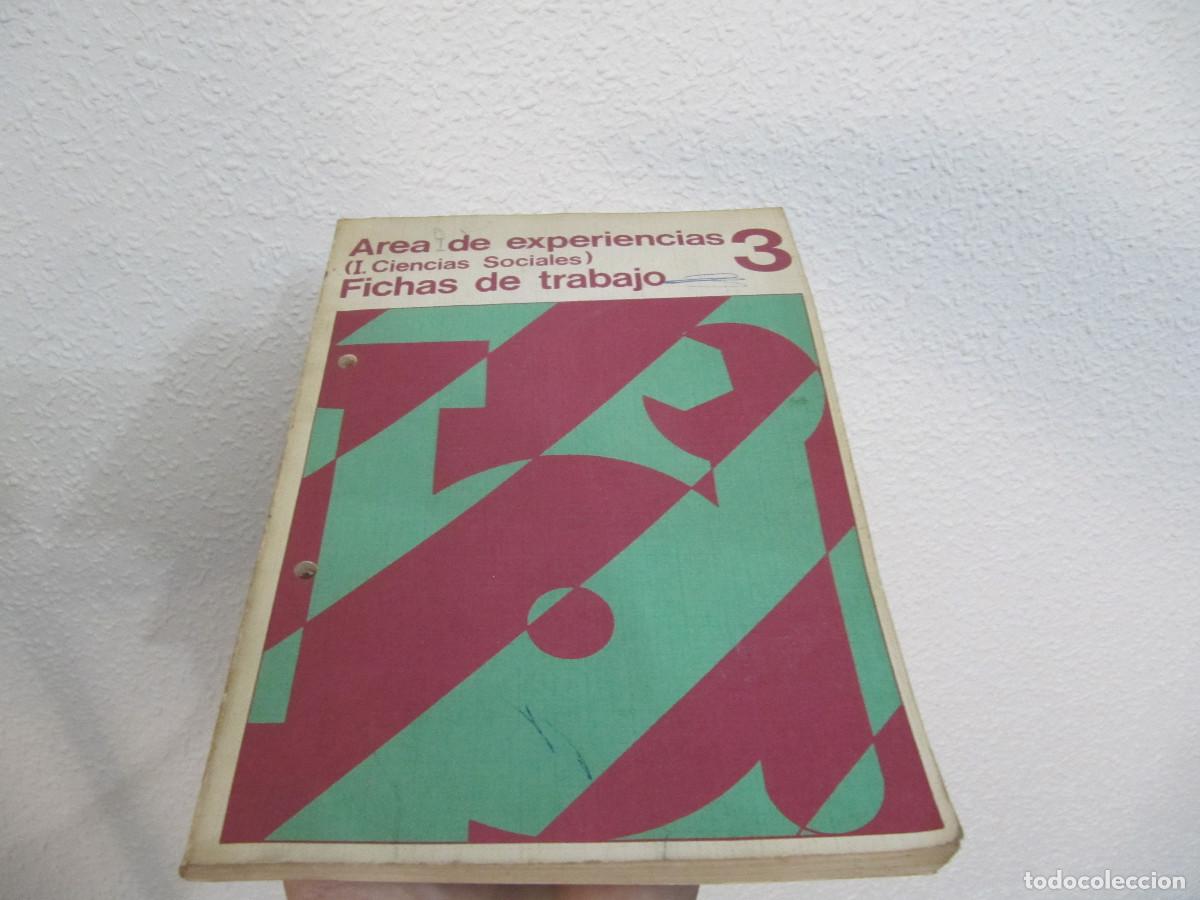 Area de experiencias 3
(I. Ciencias Sociales)
Fichas de trabajo
todocoleccion